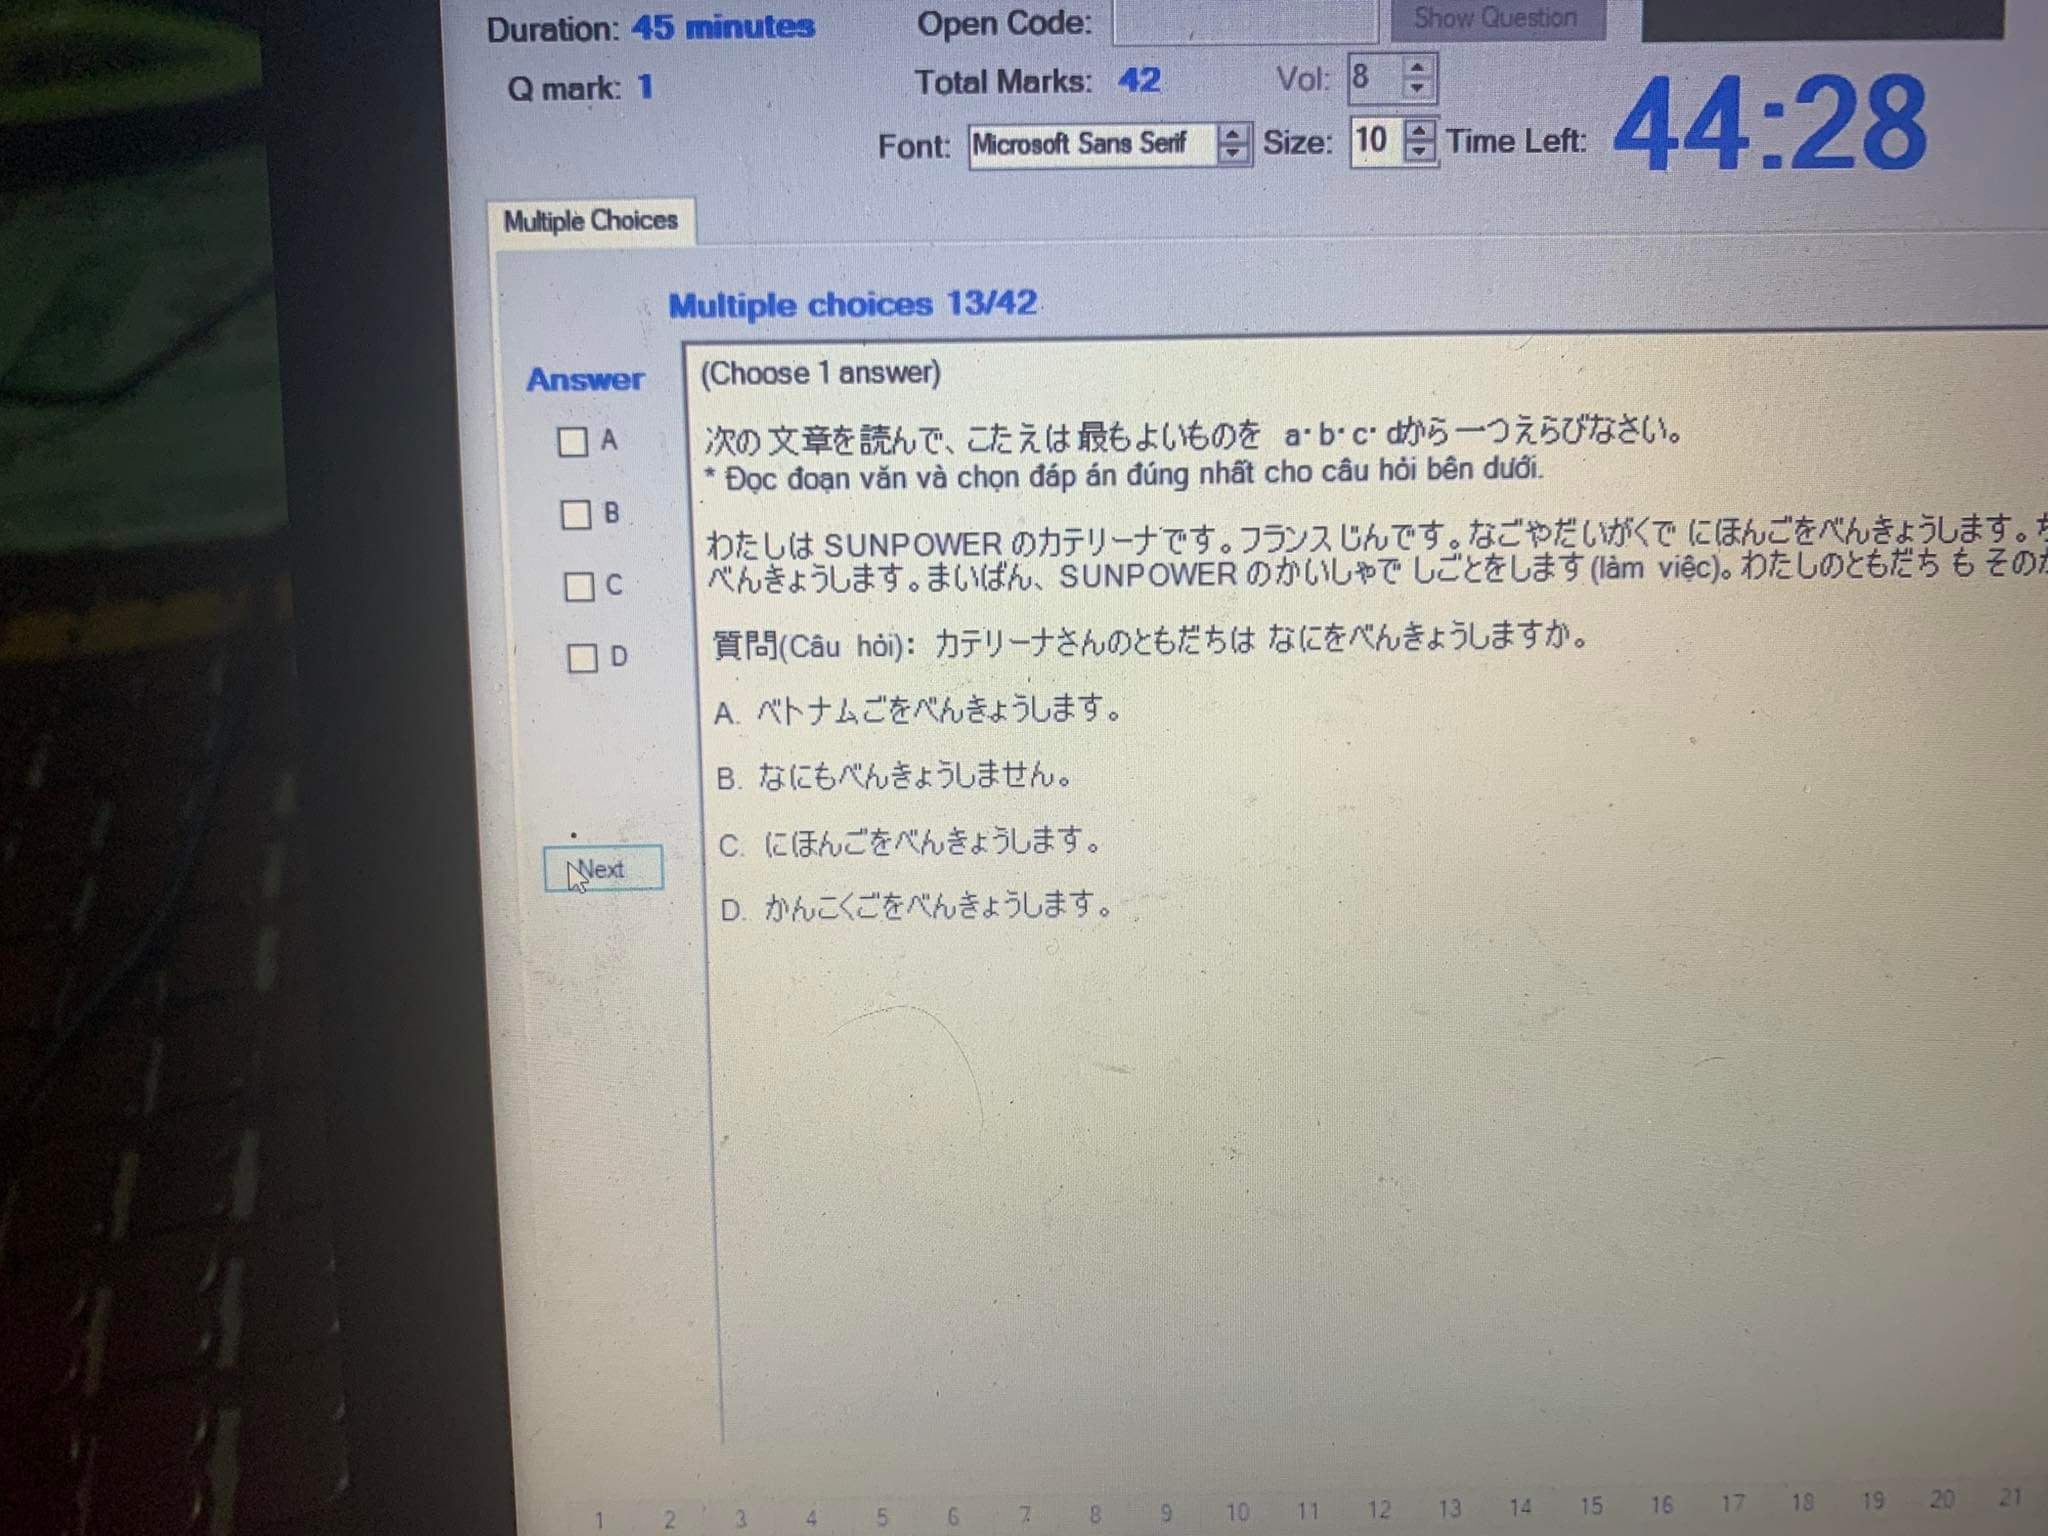 Duration: 45 minutes
Open Code:
Show Question
Q mark: 1
Total Marks: 42
Vol: 8
Font: Microsoft Sans Serif
Size: 10
Time Left: 44:28
Multiple Choices
Multiple choices 13/42
Answer
A
B
C
D
Next
(Choose 1 answer)
次の 文章を 読んで、こたえは 最もよいものを a・b・c・dから 一つえらびなさい。
* Đọc đoạn văn và chọn đáp án đúng nhất cho câu hỏi bên dưới.
わたしは SUNPOWER のカテリーナです。フランスじんです。なごやだいがくで にほんごをべんきょうします。
べんきょうします。まいばん、 SUNPOWER のかいしゃで しごとをします (làm việc)。わたしのともだち も その
質問(Câu hỏi): カテリーナさんのともだちは なにをべんきょうしますか。
A. ベトナムごをべんきょうします。
B. なにもべんきょうしません。
C. にほんごをべんきょうします。
D. かんこくごをべんきょうします。
1 2 3 4 5 6 7 8 9 10 11 12 13 14 15 16 17 18 19 20 21